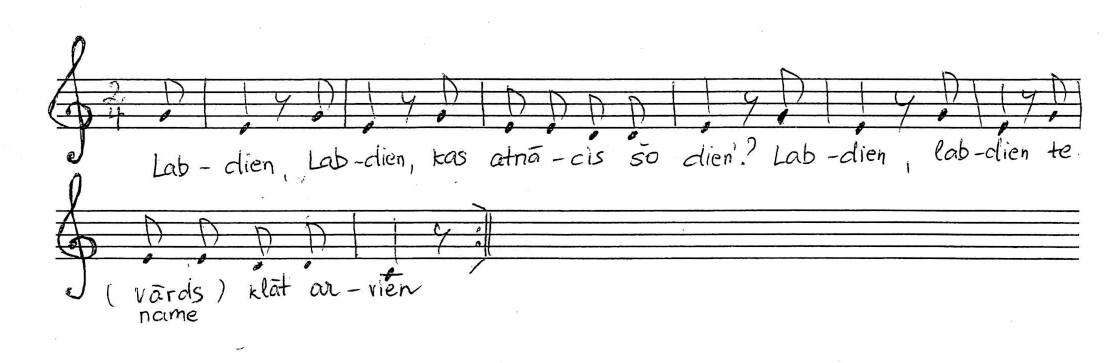 2/4
Lab - dien, Lab-dien, kas atnā - cis šo dien'? Lab - dien, lab-dien te
( vārds ) klāt ar - vien
name